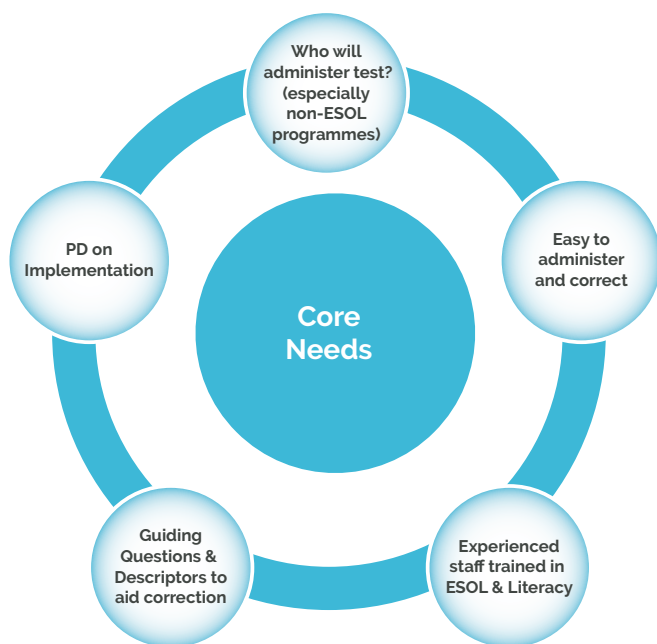 Who will
administer test?
(especially
non-ESOL
programmes)
PD on
Implementation
Easy to
administer
and correct
Core
Needs
Guiding
Questions &
Descriptors to
aid correction
Experienced
staff trained in
ESOL & Literacy